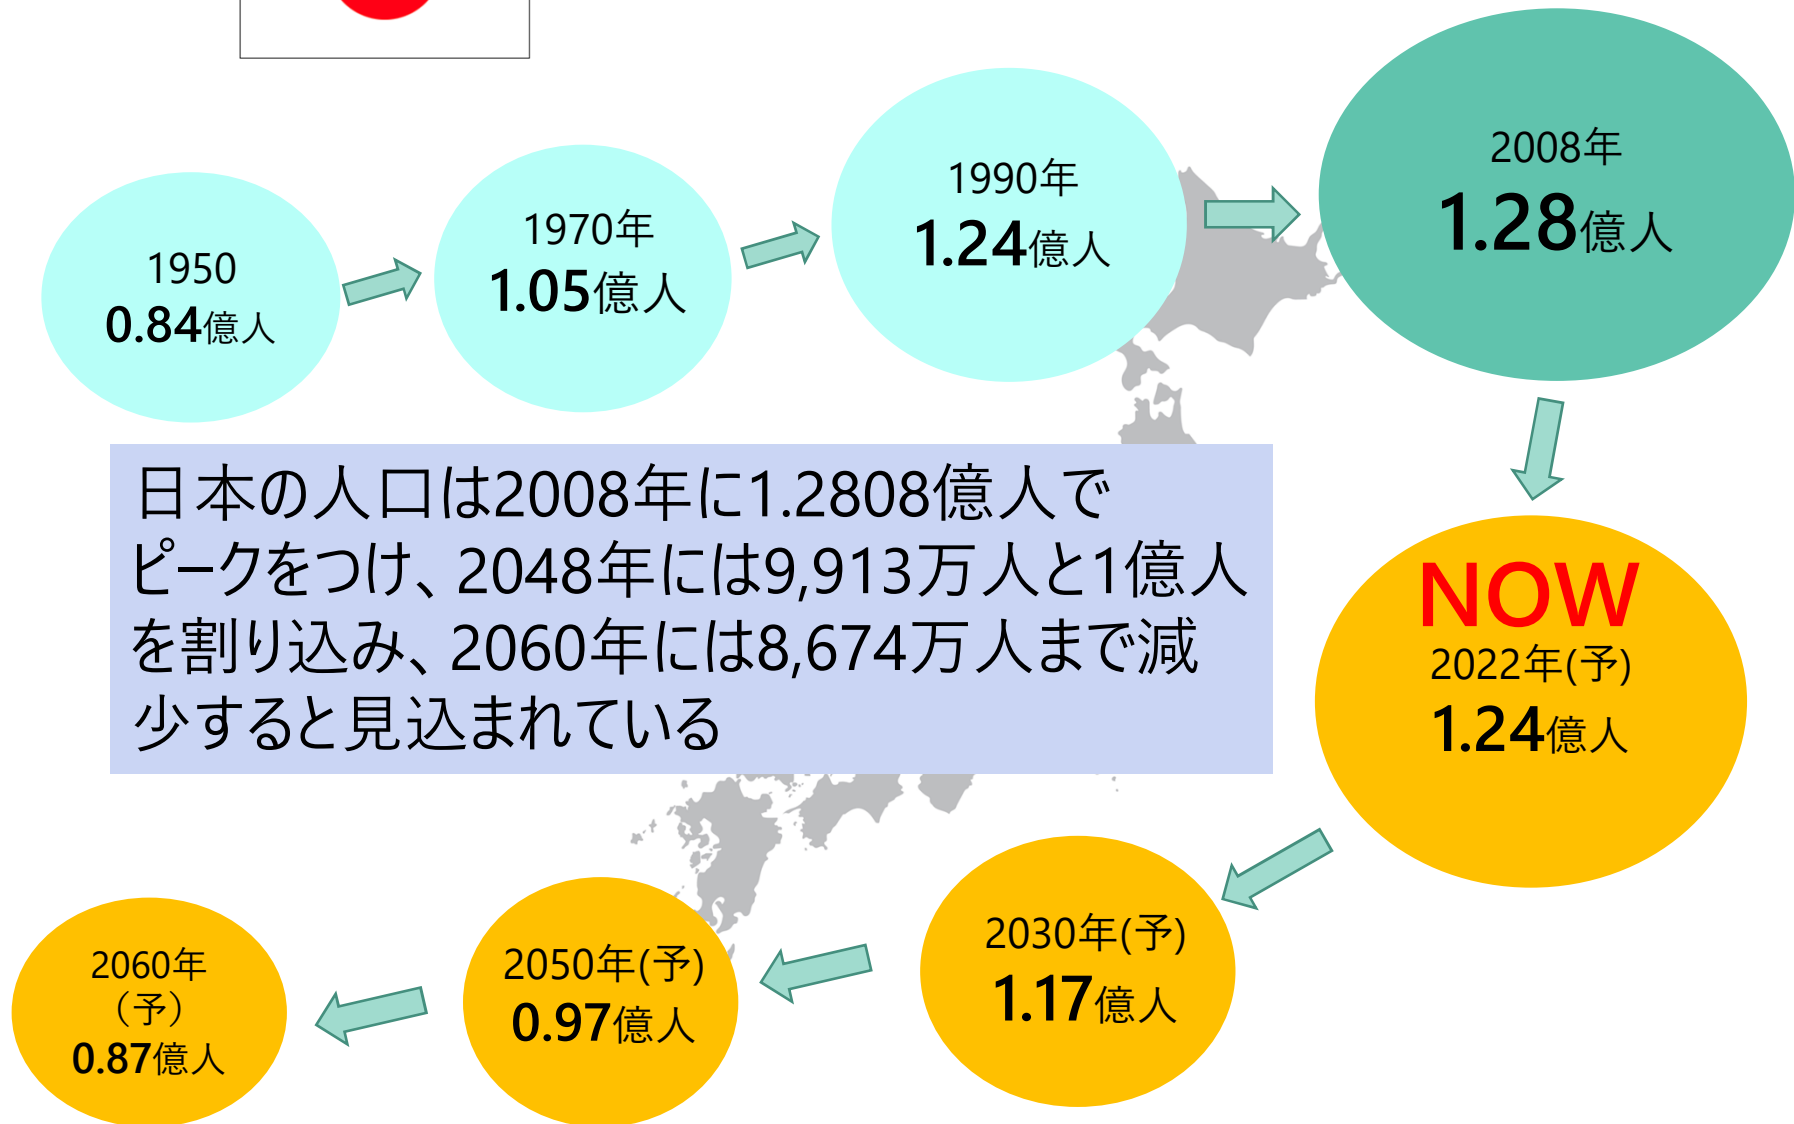 1950
0.84億人
1970年
1.05億人
1990年
1.24億人
2008年
1.28億人
日本の人口は2008年に1.2808億人で
ピークをつけ、2048年には9,913万人と1億人
を割り込み、2060年には8,674万人まで減
少すると見込まれている
NOW
2022年(予)
1.24億人
2030年(予)
1.17億人
2050年(予)
0.97億人
2060年
（予）
0.87億人